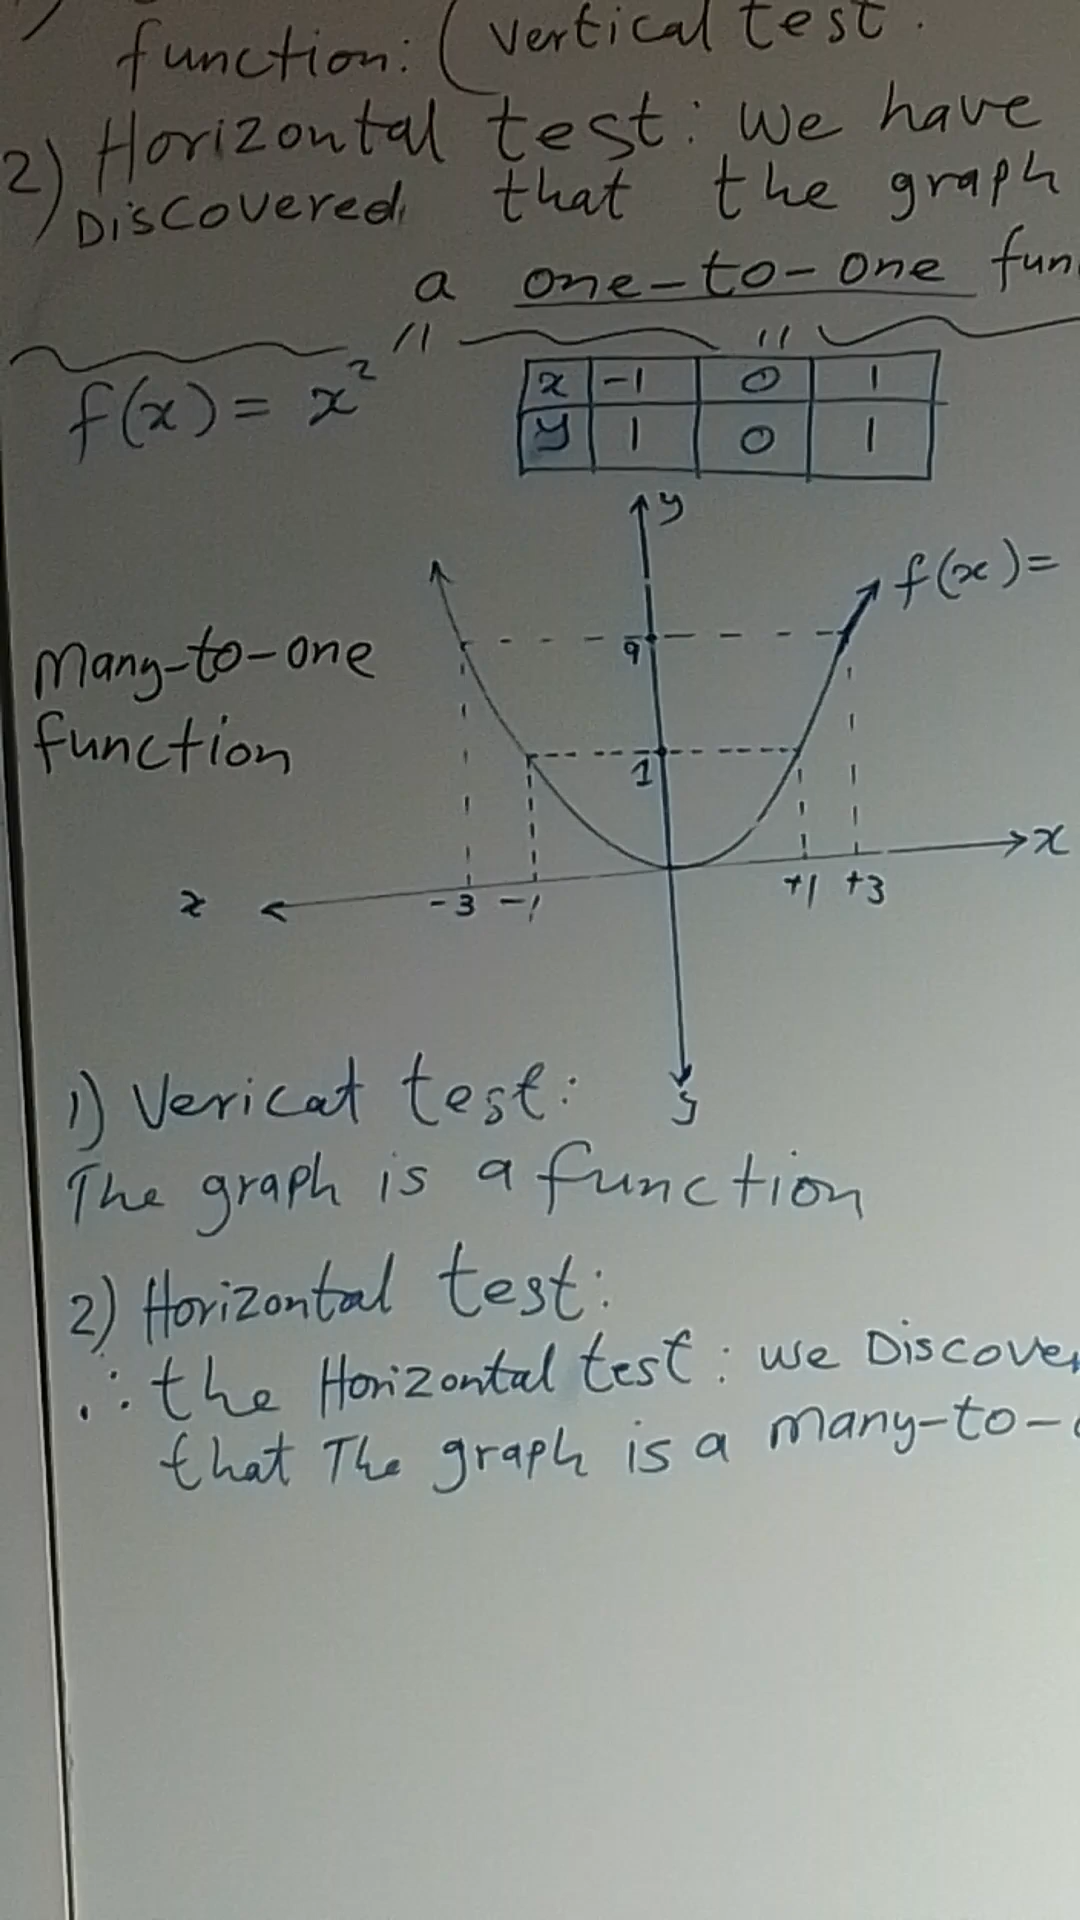 function: (vertical test.
2) Horizontal test: we have
Discovered, that the graph
a one-to-one fun
f(x) = x²
x -1 0 1
y 1 0 1
y
f(x)=
9
Many-to-one
function
1
x
x
-3 -1 +1 +3
1) Vericat test:
y
The graph is a function
2) Horizontal test:
∴ the Horizontal test: we Discover
that The graph is a many-to-